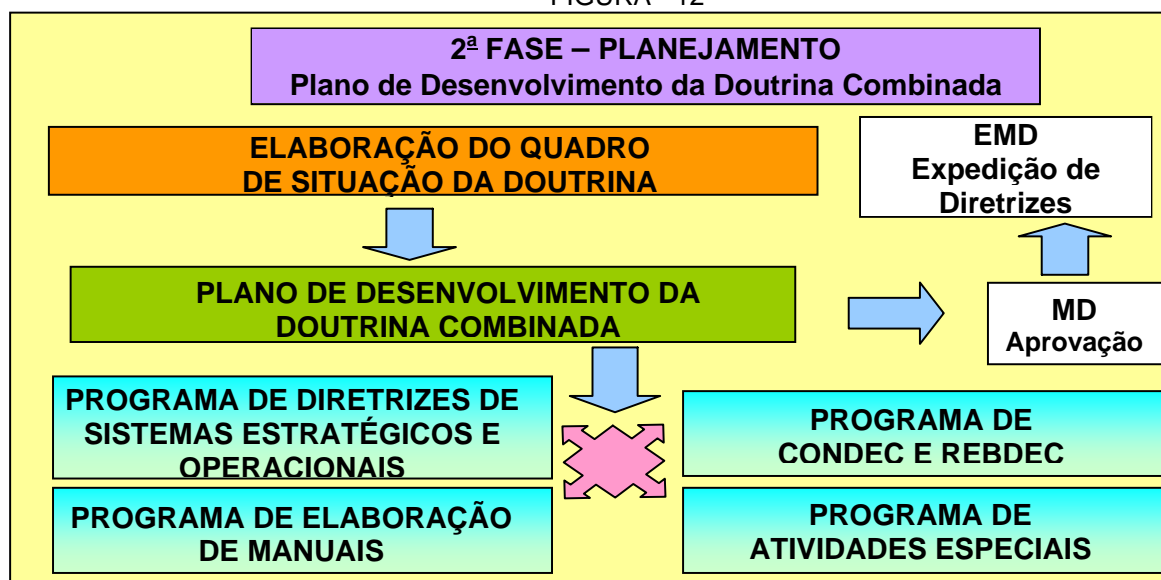 FIGURA - 12
2ª FASE – PLANEJAMENTO
Plano de Desenvolvimento da Doutrina Combinada
ELABORAÇÃO DO QUADRO
DE SITUAÇÃO DA DOUTRINA
EMD
Expedição de
Diretrizes
PLANO DE DESENVOLVIMENTO DA
DOUTRINA COMBINADA
MD
Aprovação
PROGRAMA DE DIRETRIZES DE
SISTEMAS ESTRATÉGICOS E
OPERACIONAIS
PROGRAMA DE
CONDEC E REBDEC
PROGRAMA DE ELABORAÇÃO
DE MANUAIS
PROGRAMA DE
ATIVIDADES ESPECIAIS